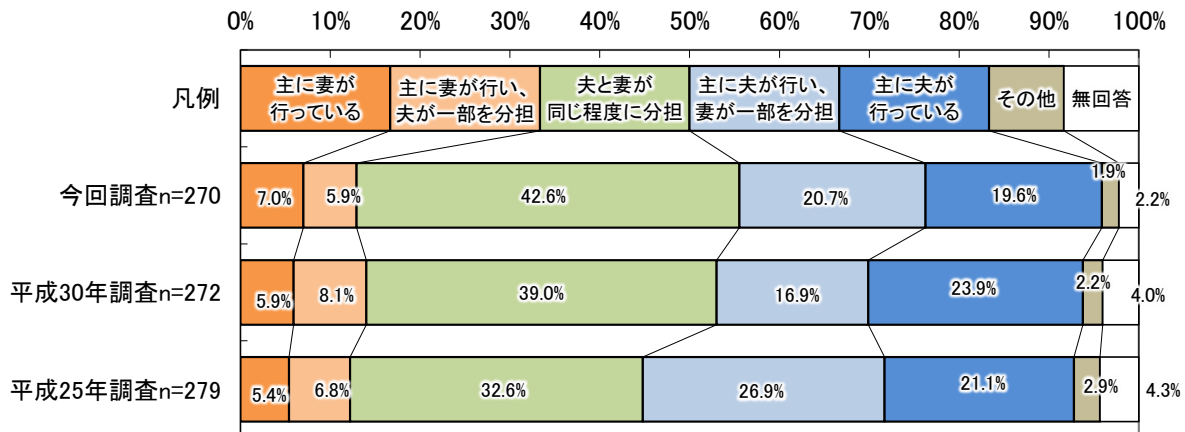 0% 10% 20% 30% 40% 50% 60% 70% 80% 90% 100%
凡例
主に妻が
行っている
主に妻が行い、
夫が一部を分担
夫と妻が
同じ程度に分担
主に夫が行い、
妻が一部を分担
主に夫が
行っている
その他
無回答
今回調査n=270
7.0% 5.9% 42.6% 20.7% 19.6% 1.9% 2.2%
平成30年調査n=272
5.9% 8.1% 39.0% 16.9% 23.9% 2.2% 4.0%
平成25年調査n=279
5.4% 6.8% 32.6% 26.9% 21.1% 2.9% 4.3%